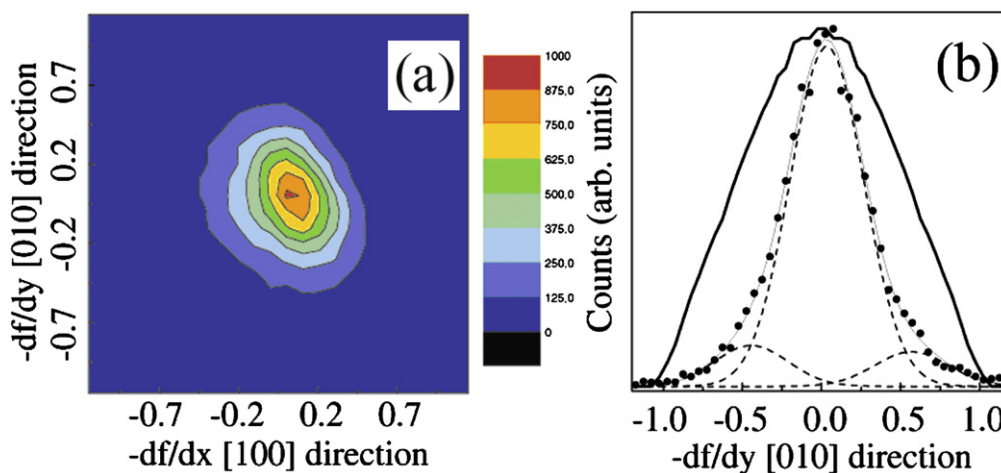 (a)
0.7
0.2
-0.2
-0.7
-df/dy [010] direction
-0.7 -0.2 0.2 0.7
-df/dx [100] direction
1000
875.0
750.0
625.0
500.0
375.0
250.0
125.0
0
(b)
Counts (arb. units)
-1.0 -0.5 0.0 0.5 1.0
-df/dy [010] direction